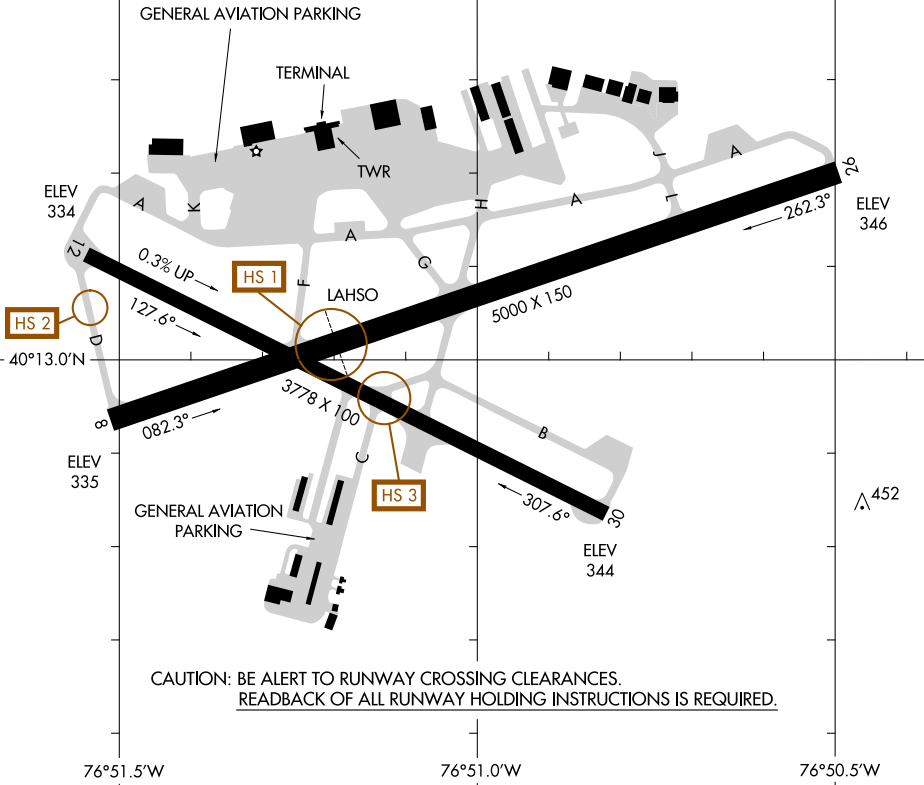 GENERAL AVIATION PARKING
TERMINAL
TWR
ELEV
334
A
K
A
H
A
J
A
L
26
ELEV
346
262.3°
12
0.3% UP
127.6°
HS 1
F
G
LAHSO
5000 X 150
HS 2
D
40°13.0'N
8
082.3°
3778 X 100
ELEV
335
B
C
HS 3
GENERAL AVIATION
PARKING
307.6°
30
ELEV
344
452
CAUTION: BE ALERT TO RUNWAY CROSSING CLEARANCES.
READBACK OF ALL RUNWAY HOLDING INSTRUCTIONS IS REQUIRED.
76°51.5'W
76°51.0'W
76°50.5'W